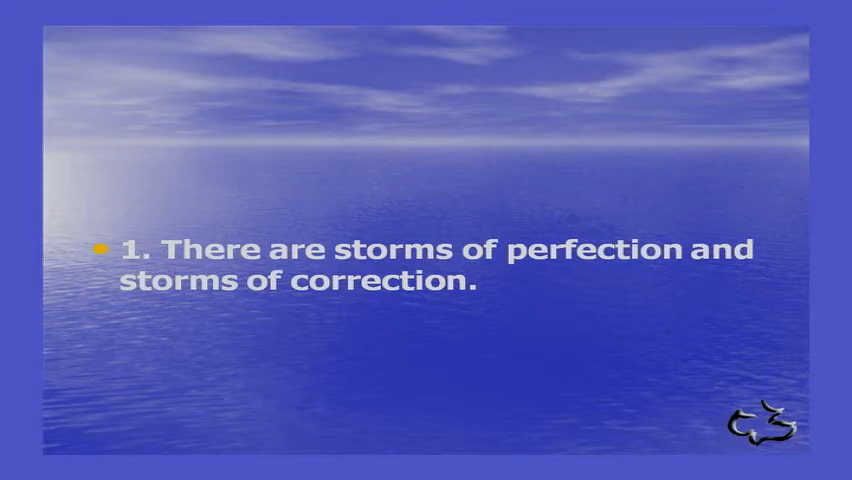 1. There are storms of perfection and
storms of correction.